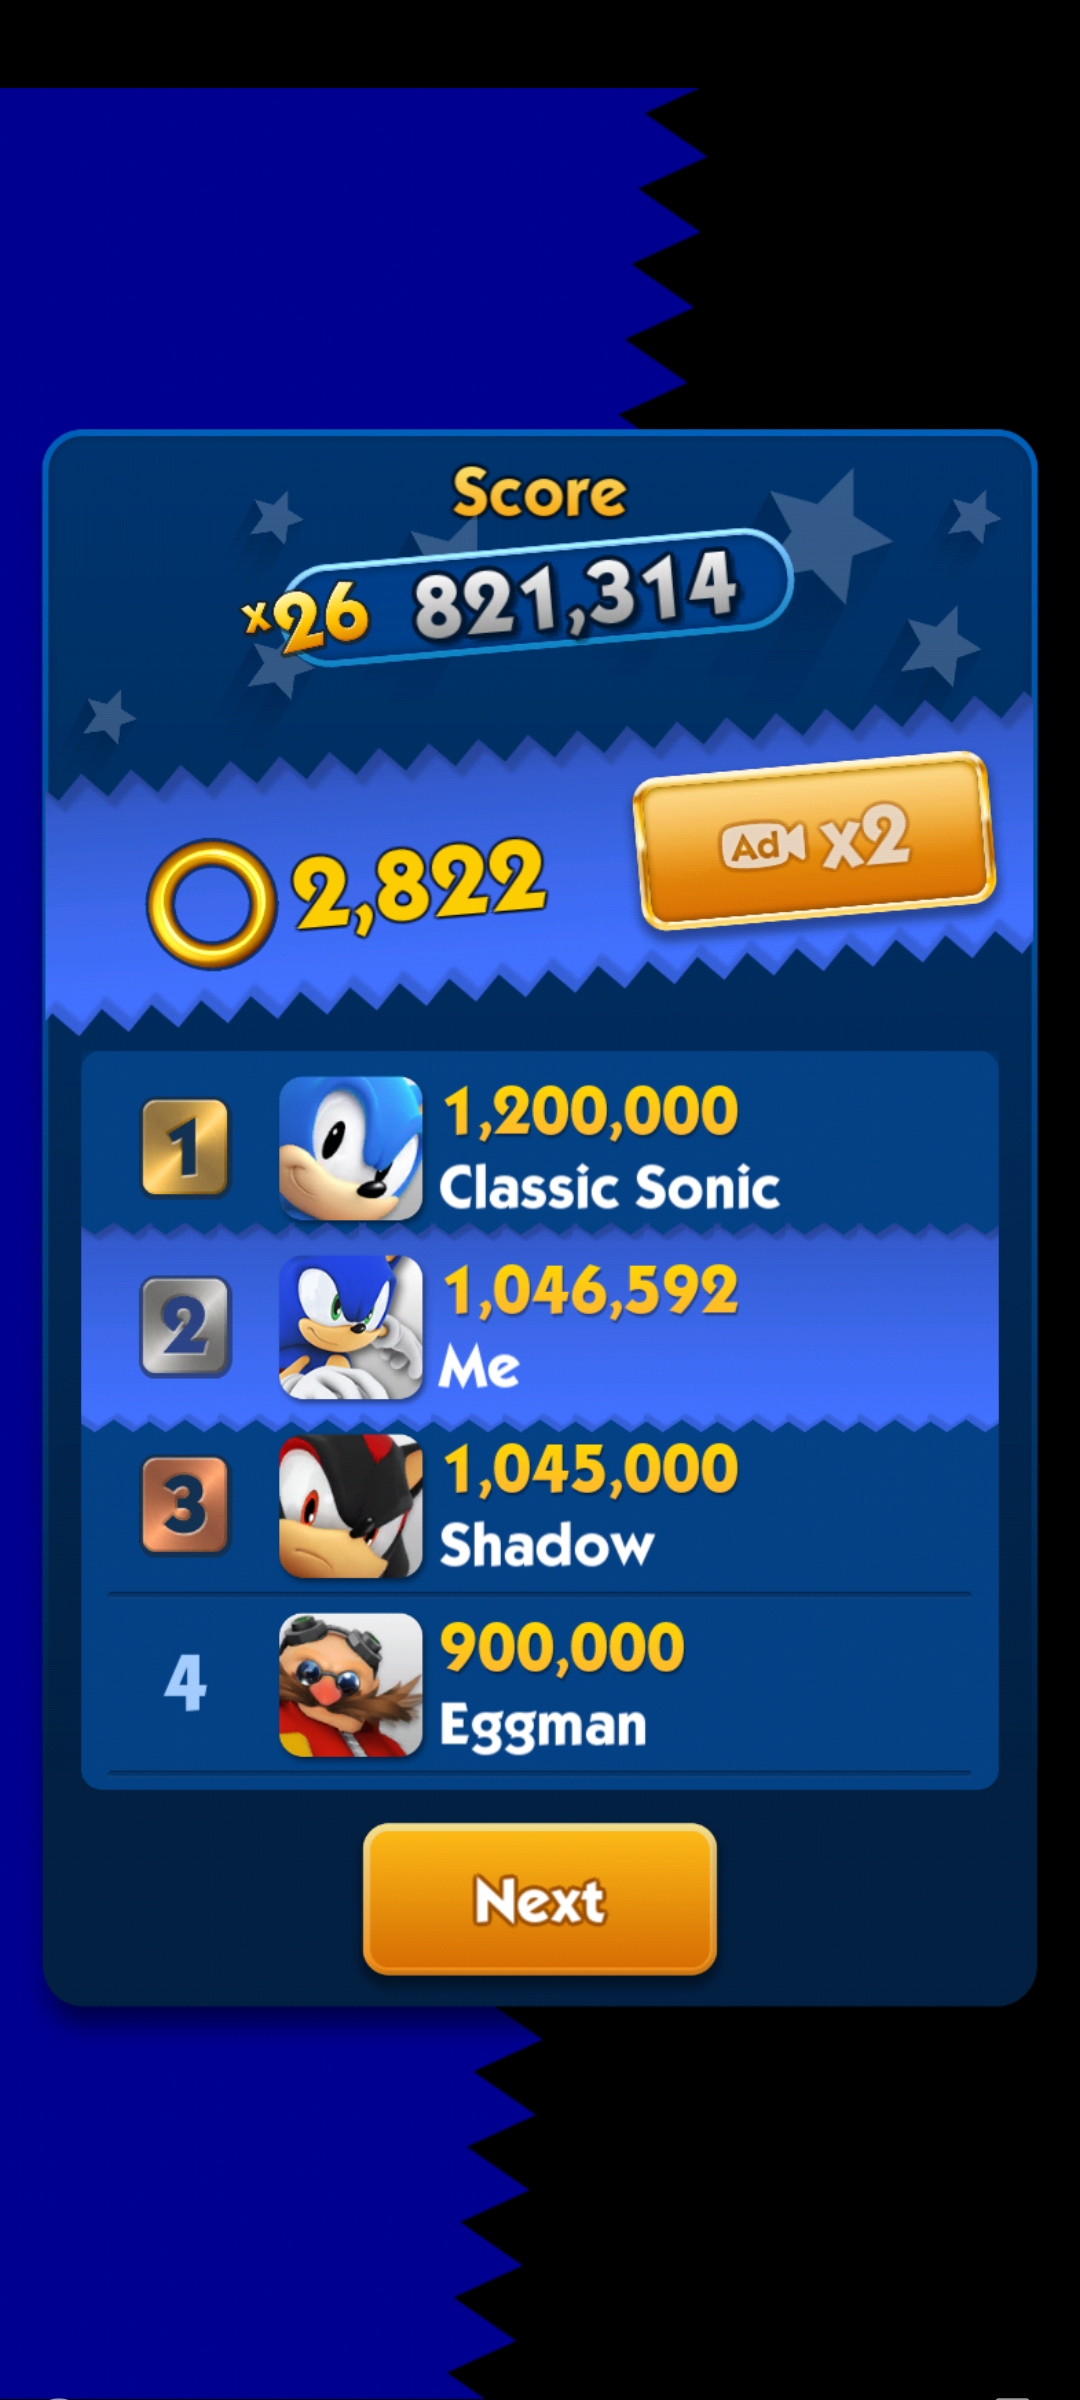 Score
x26 821,314
2,822
Ad x2
1
1,200,000
Classic Sonic
2
1,046,592
Me
3
1,045,000
Shadow
4
900,000
Eggman
Next